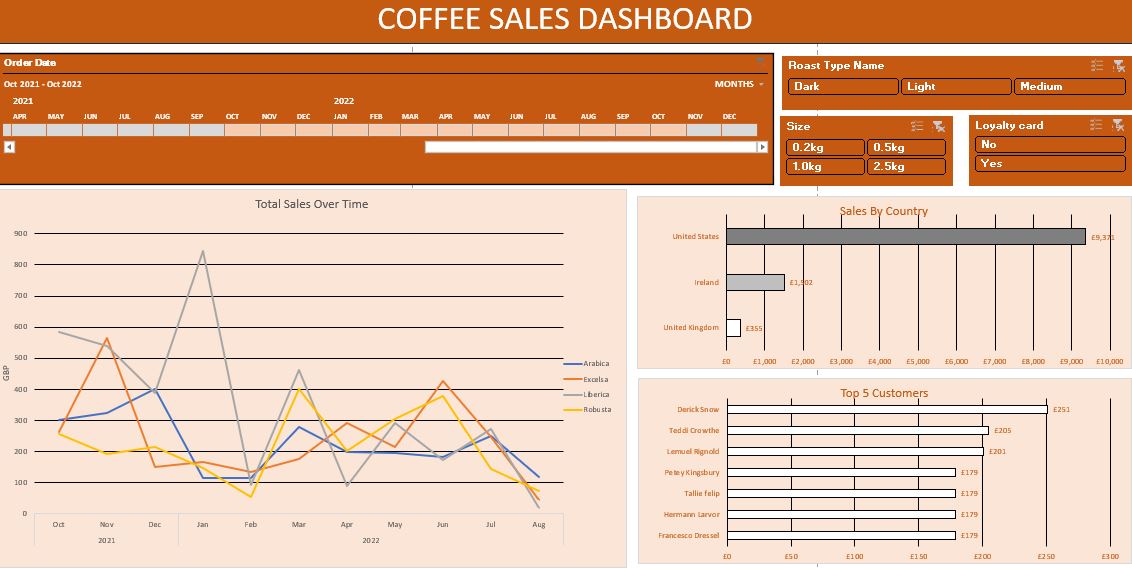 COFFEE SALES DASHBOARD
Order Date
Oct 2021 - Oct 2022
MONTHS
2021 2022
APR MAY JUN JUL AUG SEP OCT NOV DEC JAN FEB MAR APR MAY JUN JUL AUG SEP OCT NOV DEC
Roast Type Name
Dark Light Medium
Size
0.2kg 0.5kg
1.0kg 2.5kg
Loyalty card
No
Yes
Total Sales Over Time
900
800
700
600
500
400
300
200
100
0
GBP
Oct Nov Dec Jan Feb Mar Apr May Jun Jul Aug
2021 2022
Arabica
Excelsa
Liberica
Robusta
Sales By Country
United States £9,371
Ireland £1,502
United Kingdom £355
£0 £1,000 £2,000 £3,000 £4,000 £5,000 £6,000 £7,000 £8,000 £9,000 £10,000
Top 5 Customers
Derick Snow £251
Teddi Crowthe £205
Lemuel Rignold £201
Petey Kingsbury £179
Tallie felip £179
Hermann Larvor £179
Francesco Dressel £179
£0 £50 £100 £150 £200 £250 £300